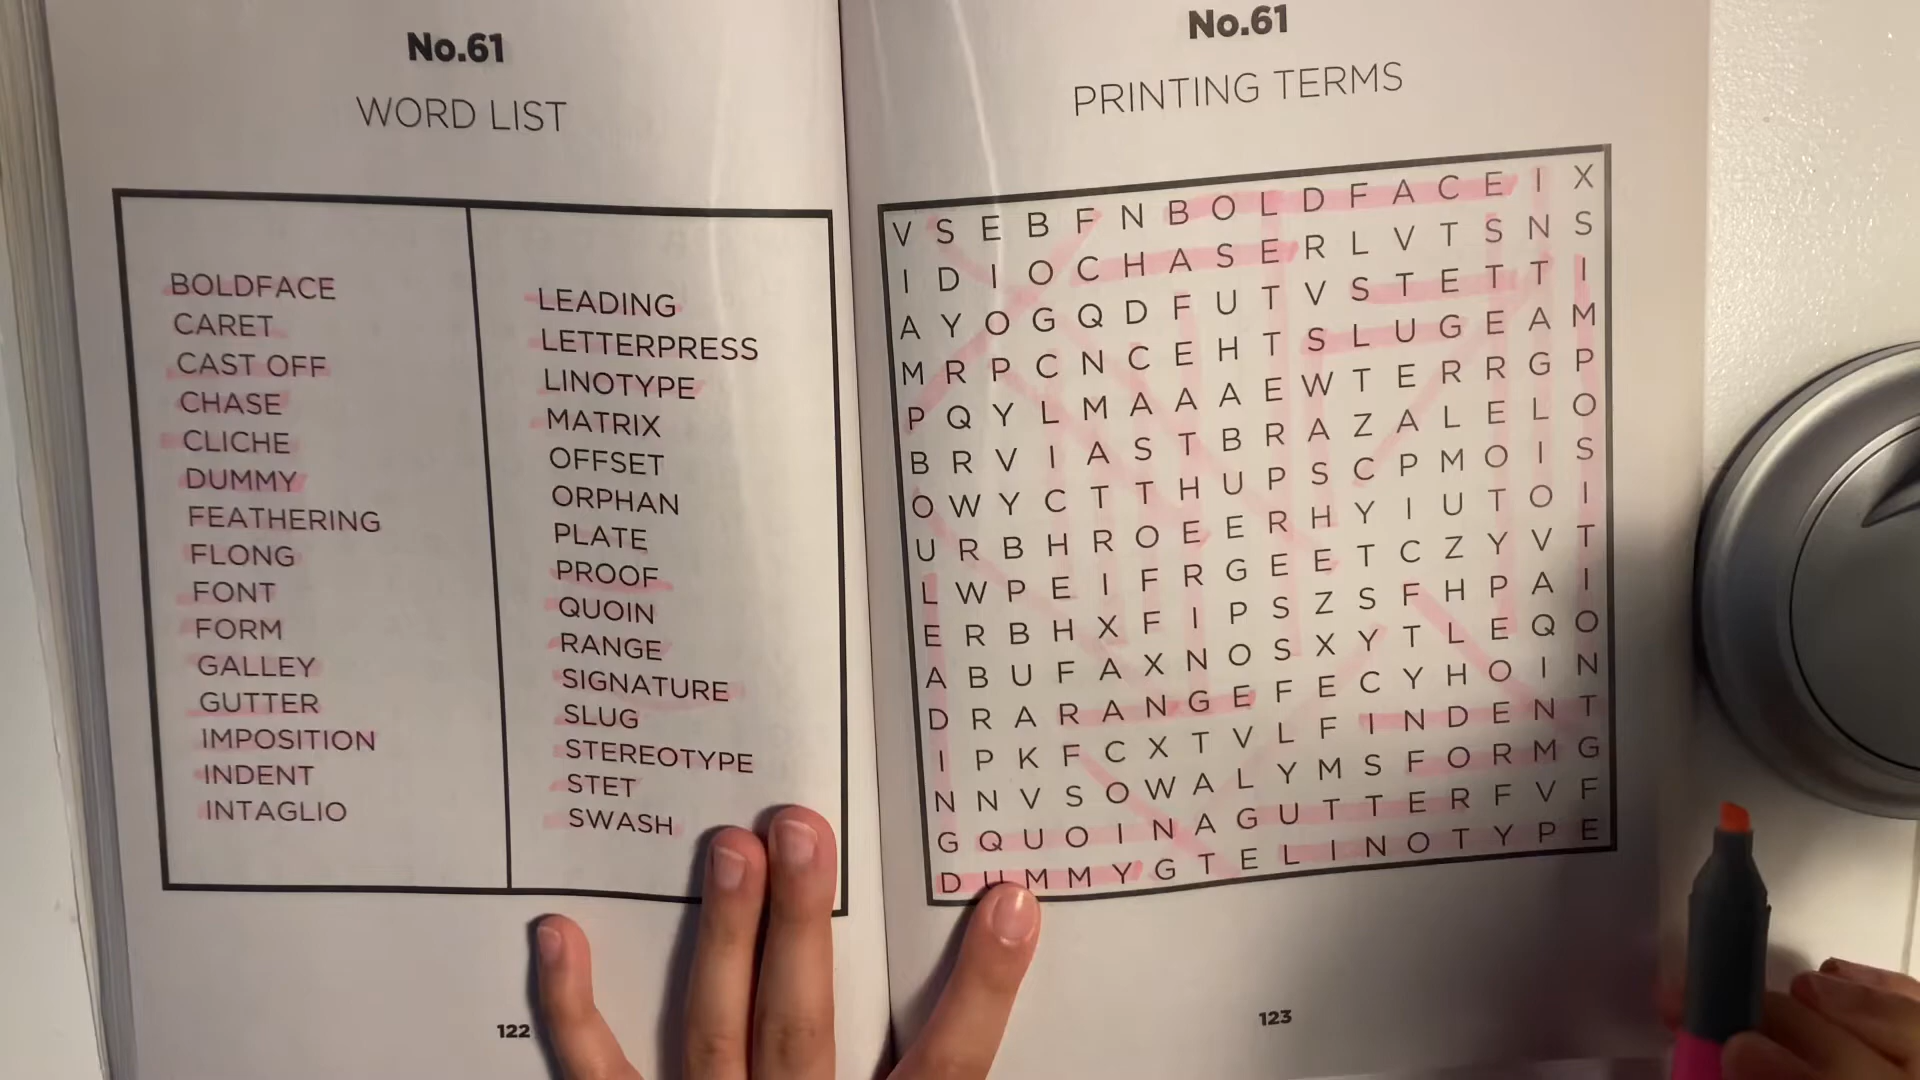 No.61
WORD LIST
BOLDFACE
CARET
CAST OFF
CHASE
CLICHE
DUMMY
FEATHERING
FLONG
FONT
FORM
GALLEY
GUTTER
IMPOSITION
INDENT
INTAGLIO
LEADING
LETTERPRESS
LINOTYPE
MATRIX
OFFSET
ORPHAN
PLATE
PROOF
QUOIN
RANGE
SIGNATURE
SLUG
STEREOTYPE
STET
SWASH
122
No.61
PRINTING TERMS
V S E B F N B O L D F A C E I X
I D I O C H A S E R L V T S N S
A Y O G Q D F U T V S T E T T I
M R P C N C E H T S L U G E A M
P Q Y L M A A A E W T E R R G P
B R V I A S T B R A Z A L E L O
O W Y C T T H U P S C P M O I S
U R B H R O E E R H Y I U T O I
L W P E I F R G E E T C Z Y V T
E R B H X F I P S Z S F H P A I
A B U F A X N O S X Y T L E Q O
D R A R A N G E F E C Y H O I N
I P K F C X T V L F I N D E N T
N N V S O W A L Y M S F O R M G
G Q U O I N A G U T T E R F V F
D U M M Y G T E L I N O T Y P E
123